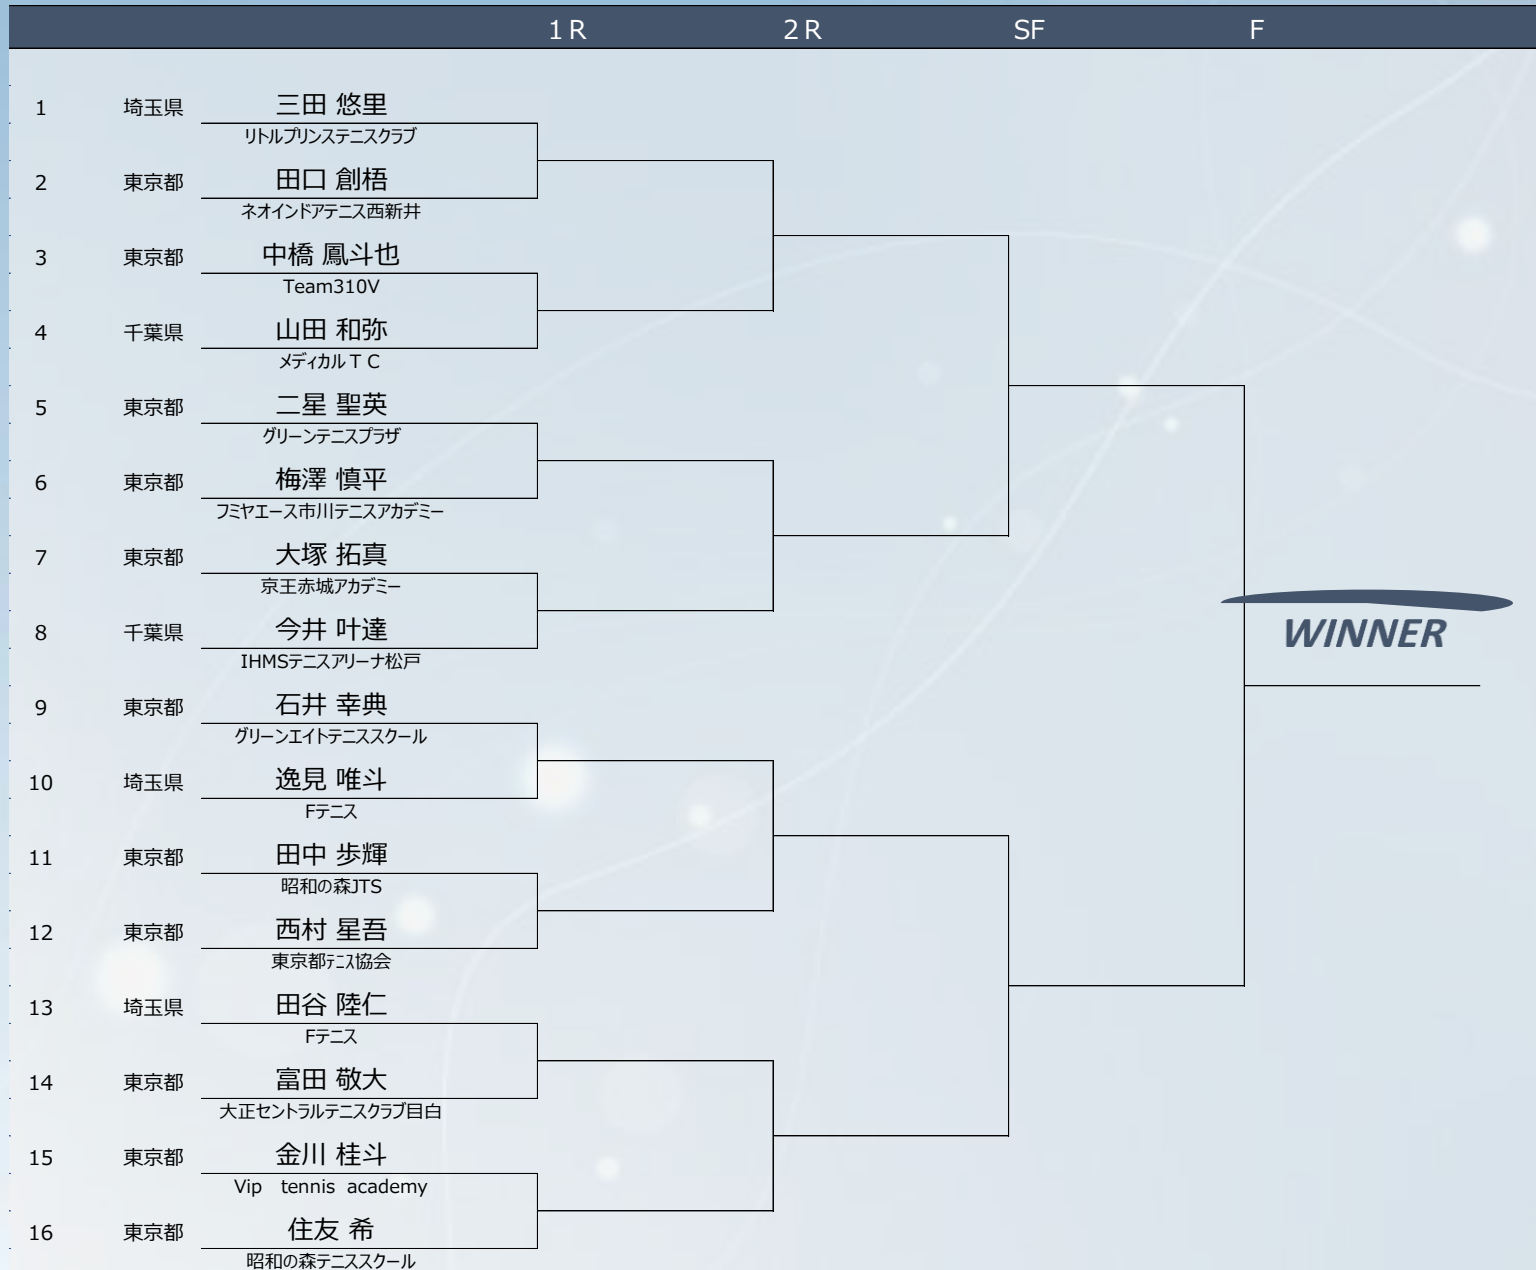 1R 2R SF F
1 埼玉県 三田 悠里
リトルプリンステニスクラブ
2 東京都 田口 創梧
ネオインドアテニス西新井
3 東京都 中橋 鳳斗也
Team310V
4 千葉県 山田 和弥
メディカルTC
5 東京都 二星 聖英
グリーンテニスプラザ
6 東京都 梅澤 慎平
フミヤエース市川テニスアカデミー
7 東京都 大塚 拓真
京王赤城アカデミー
8 千葉県 今井 叶達
IHMSテニスアリーナ松戸
WINNER
9 東京都 石井 幸典
グリーンエイトテニススクール
10 埼玉県 逸見 唯斗
Fテニス
11 東京都 田中 歩輝
昭和の森JTS
12 東京都 西村 星吾
東京都テニス協会
13 埼玉県 田谷 陸仁
Fテニス
14 東京都 富田 敬大
大正セントラルテニスクラブ目白
15 東京都 金川 桂斗
Vip tennis academy
16 東京都 住友 希
昭和の森テニススクール